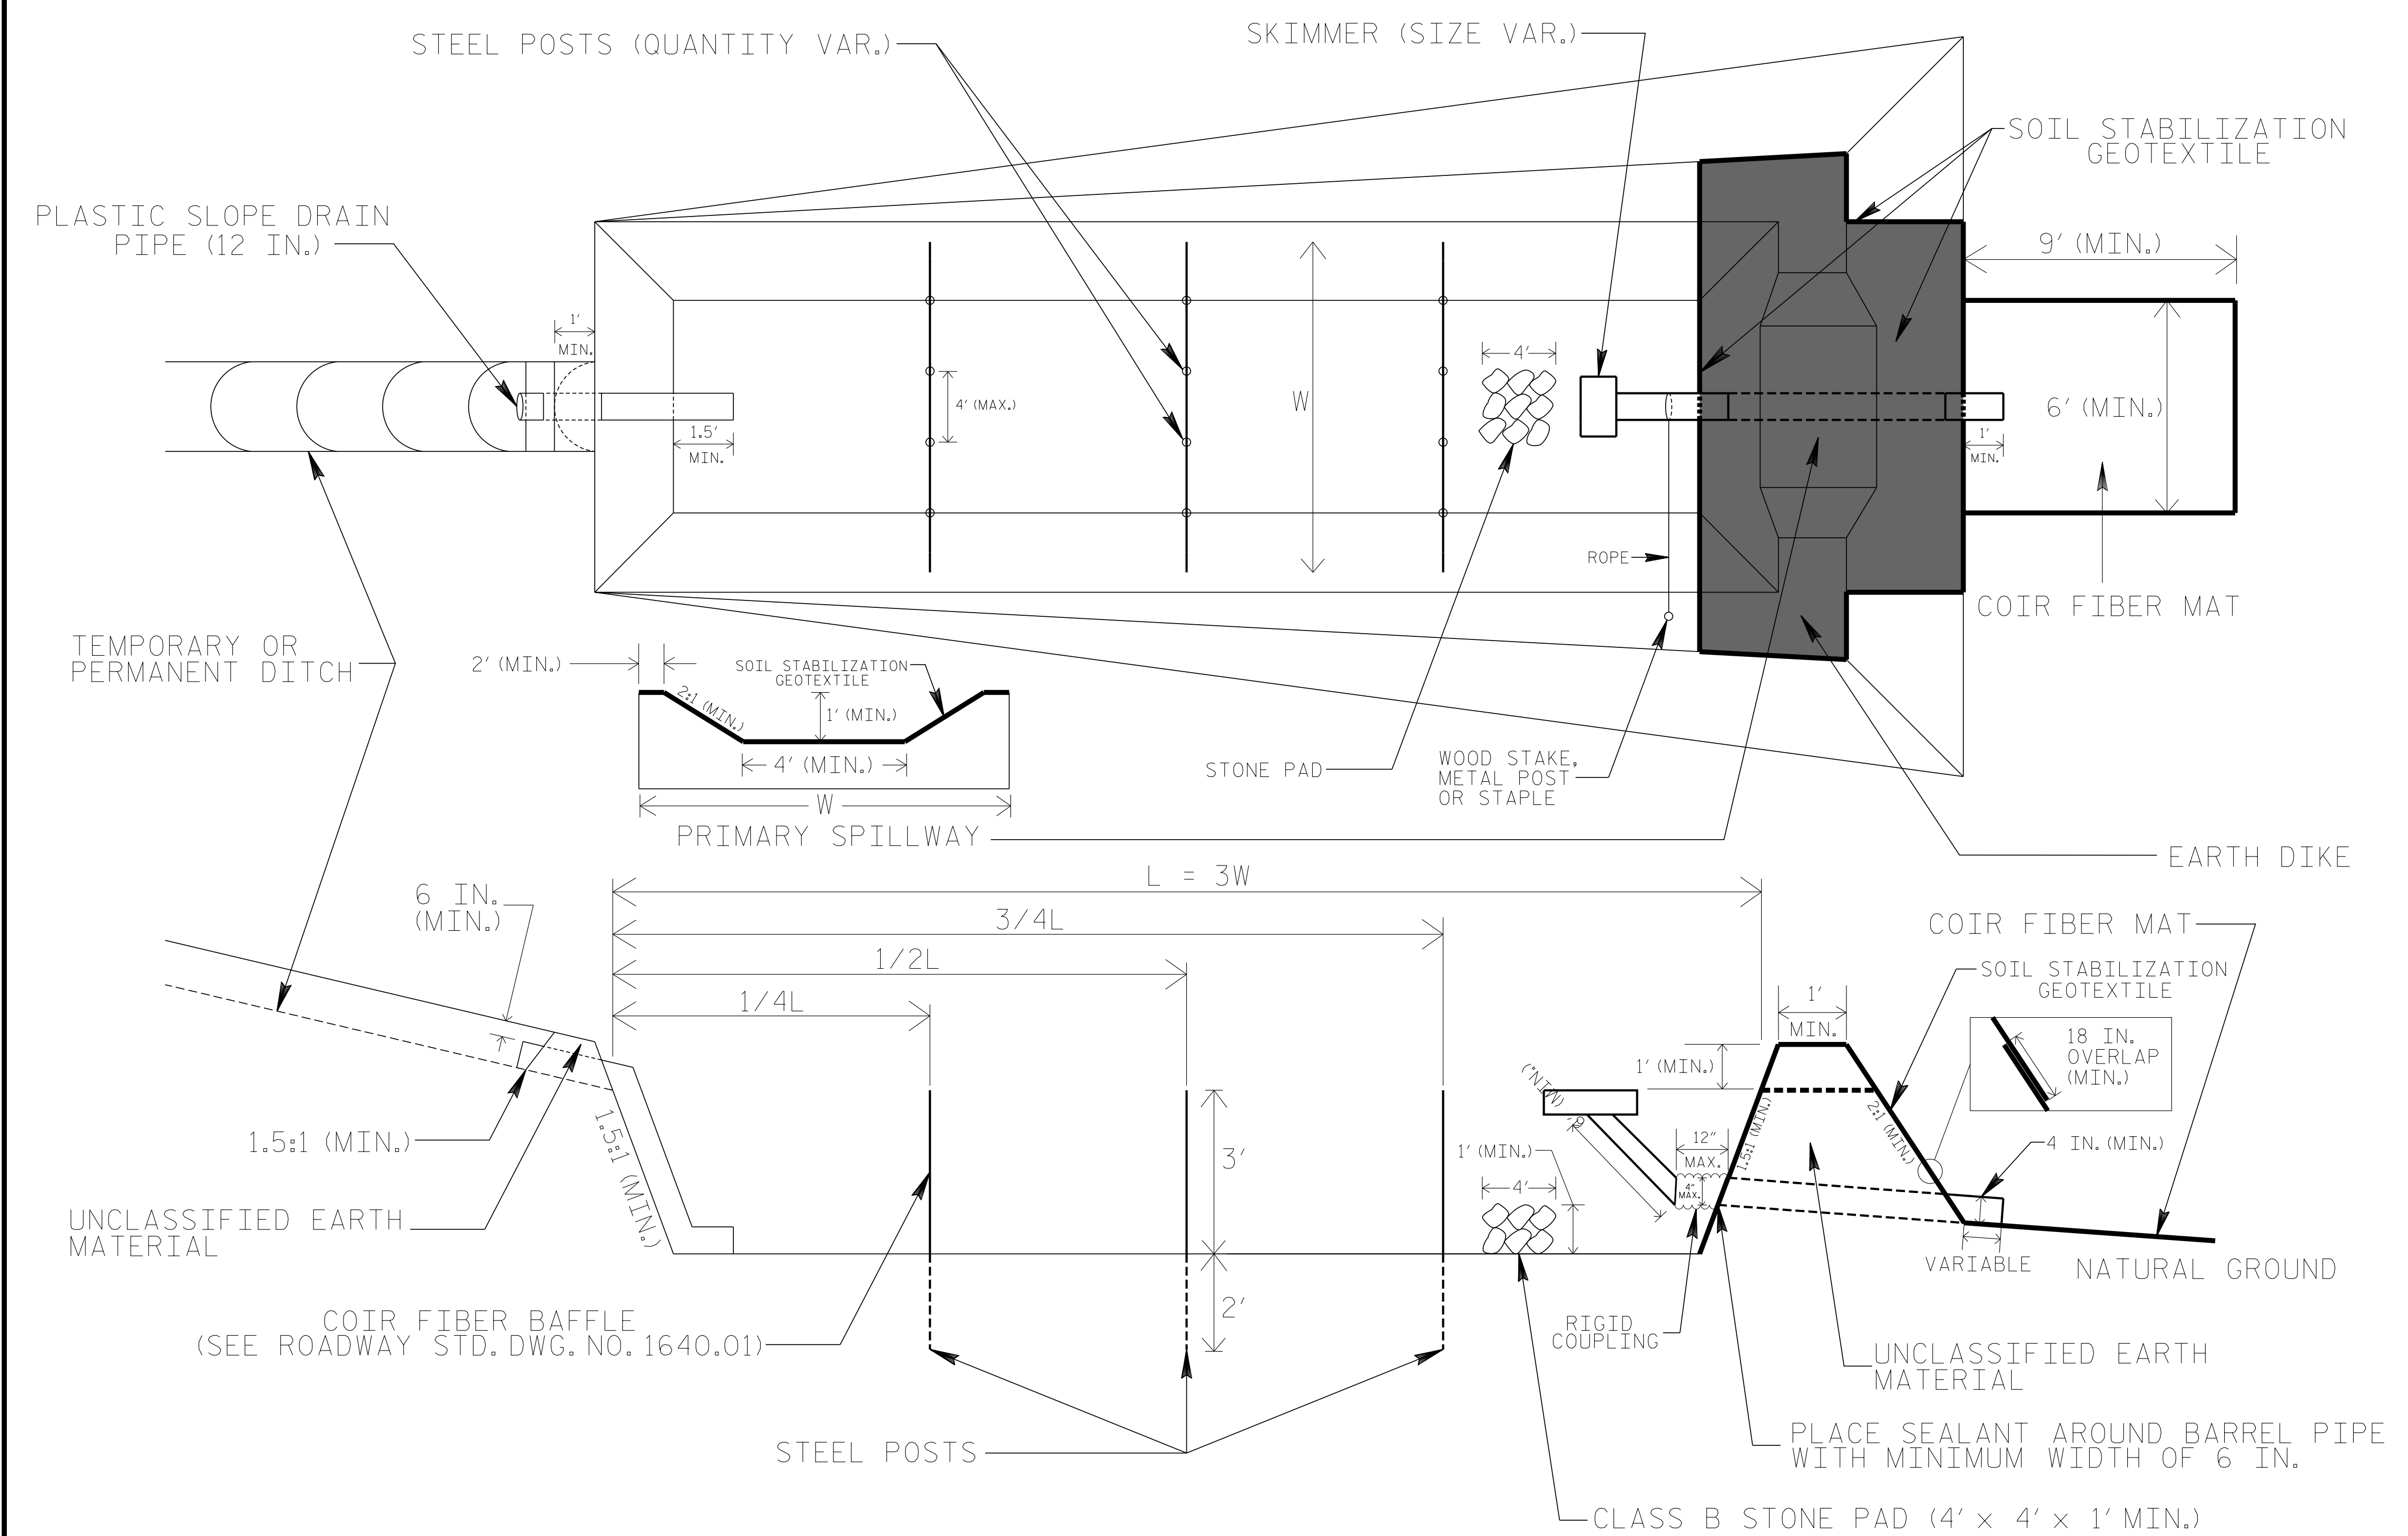 STEEL POSTS (QUANTITY VAR.)
SKIMMER (SIZE VAR.)
SOIL STABILIZATION
GEOTEXTILE
PLASTIC SLOPE DRAIN
PIPE (12 IN.)
9' (MIN.)
1'
MIN.
4'
4' (MAX.)
W
6' (MIN.)
1.5'
MIN.
1'
MIN.
ROPE
COIR FIBER MAT
TEMPORARY OR
PERMANENT DITCH
2' (MIN.)
SOIL STABILIZATION
GEOTEXTILE
2:1 (MIN.)
1' (MIN.)
4' (MIN.)
W
PRIMARY SPILLWAY
STONE PAD
WOOD STAKE,
METAL POST
OR STAPLE
EARTH DIKE
L = 3W
6 IN.
(MIN.)
3/4L
1/2L
1/4L
COIR FIBER MAT
SOIL STABILIZATION
GEOTEXTILE
1'
MIN.
18 IN.
OVERLAP
(MIN.)
1' (MIN.)
6' (MIN.)
1.5:1 (MIN.)
2:1 (MIN.)
1.5:1 (MIN.)
1.5:1 (MIN.)
3'
1' (MIN.)
12"
MAX.
4 IN. (MIN.)
4'
4"
MAX.
UNCLASSIFIED EARTH
MATERIAL
VARIABLE
NATURAL GROUND
2'
COIR FIBER BAFFLE
(SEE ROADWAY STD. DWG. NO. 1640.01)
RIGID
COUPLING
UNCLASSIFIED EARTH
MATERIAL
STEEL POSTS
PLACE SEALANT AROUND BARREL PIPE
WITH MINIMUM WIDTH OF 6 IN.
CLASS B STONE PAD (4' x 4' x 1' MIN.)